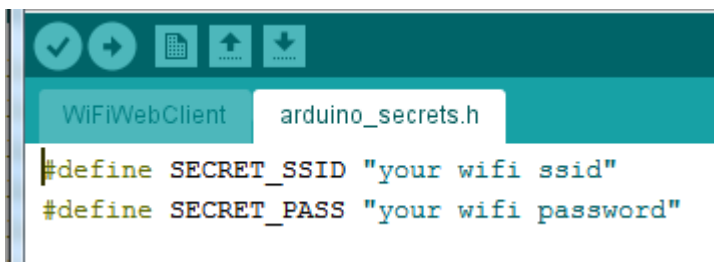 WiFiWebClient arduino_secrets.h
#define SECRET_SSID "your wifi ssid"
#define SECRET_PASS "your wifi password"